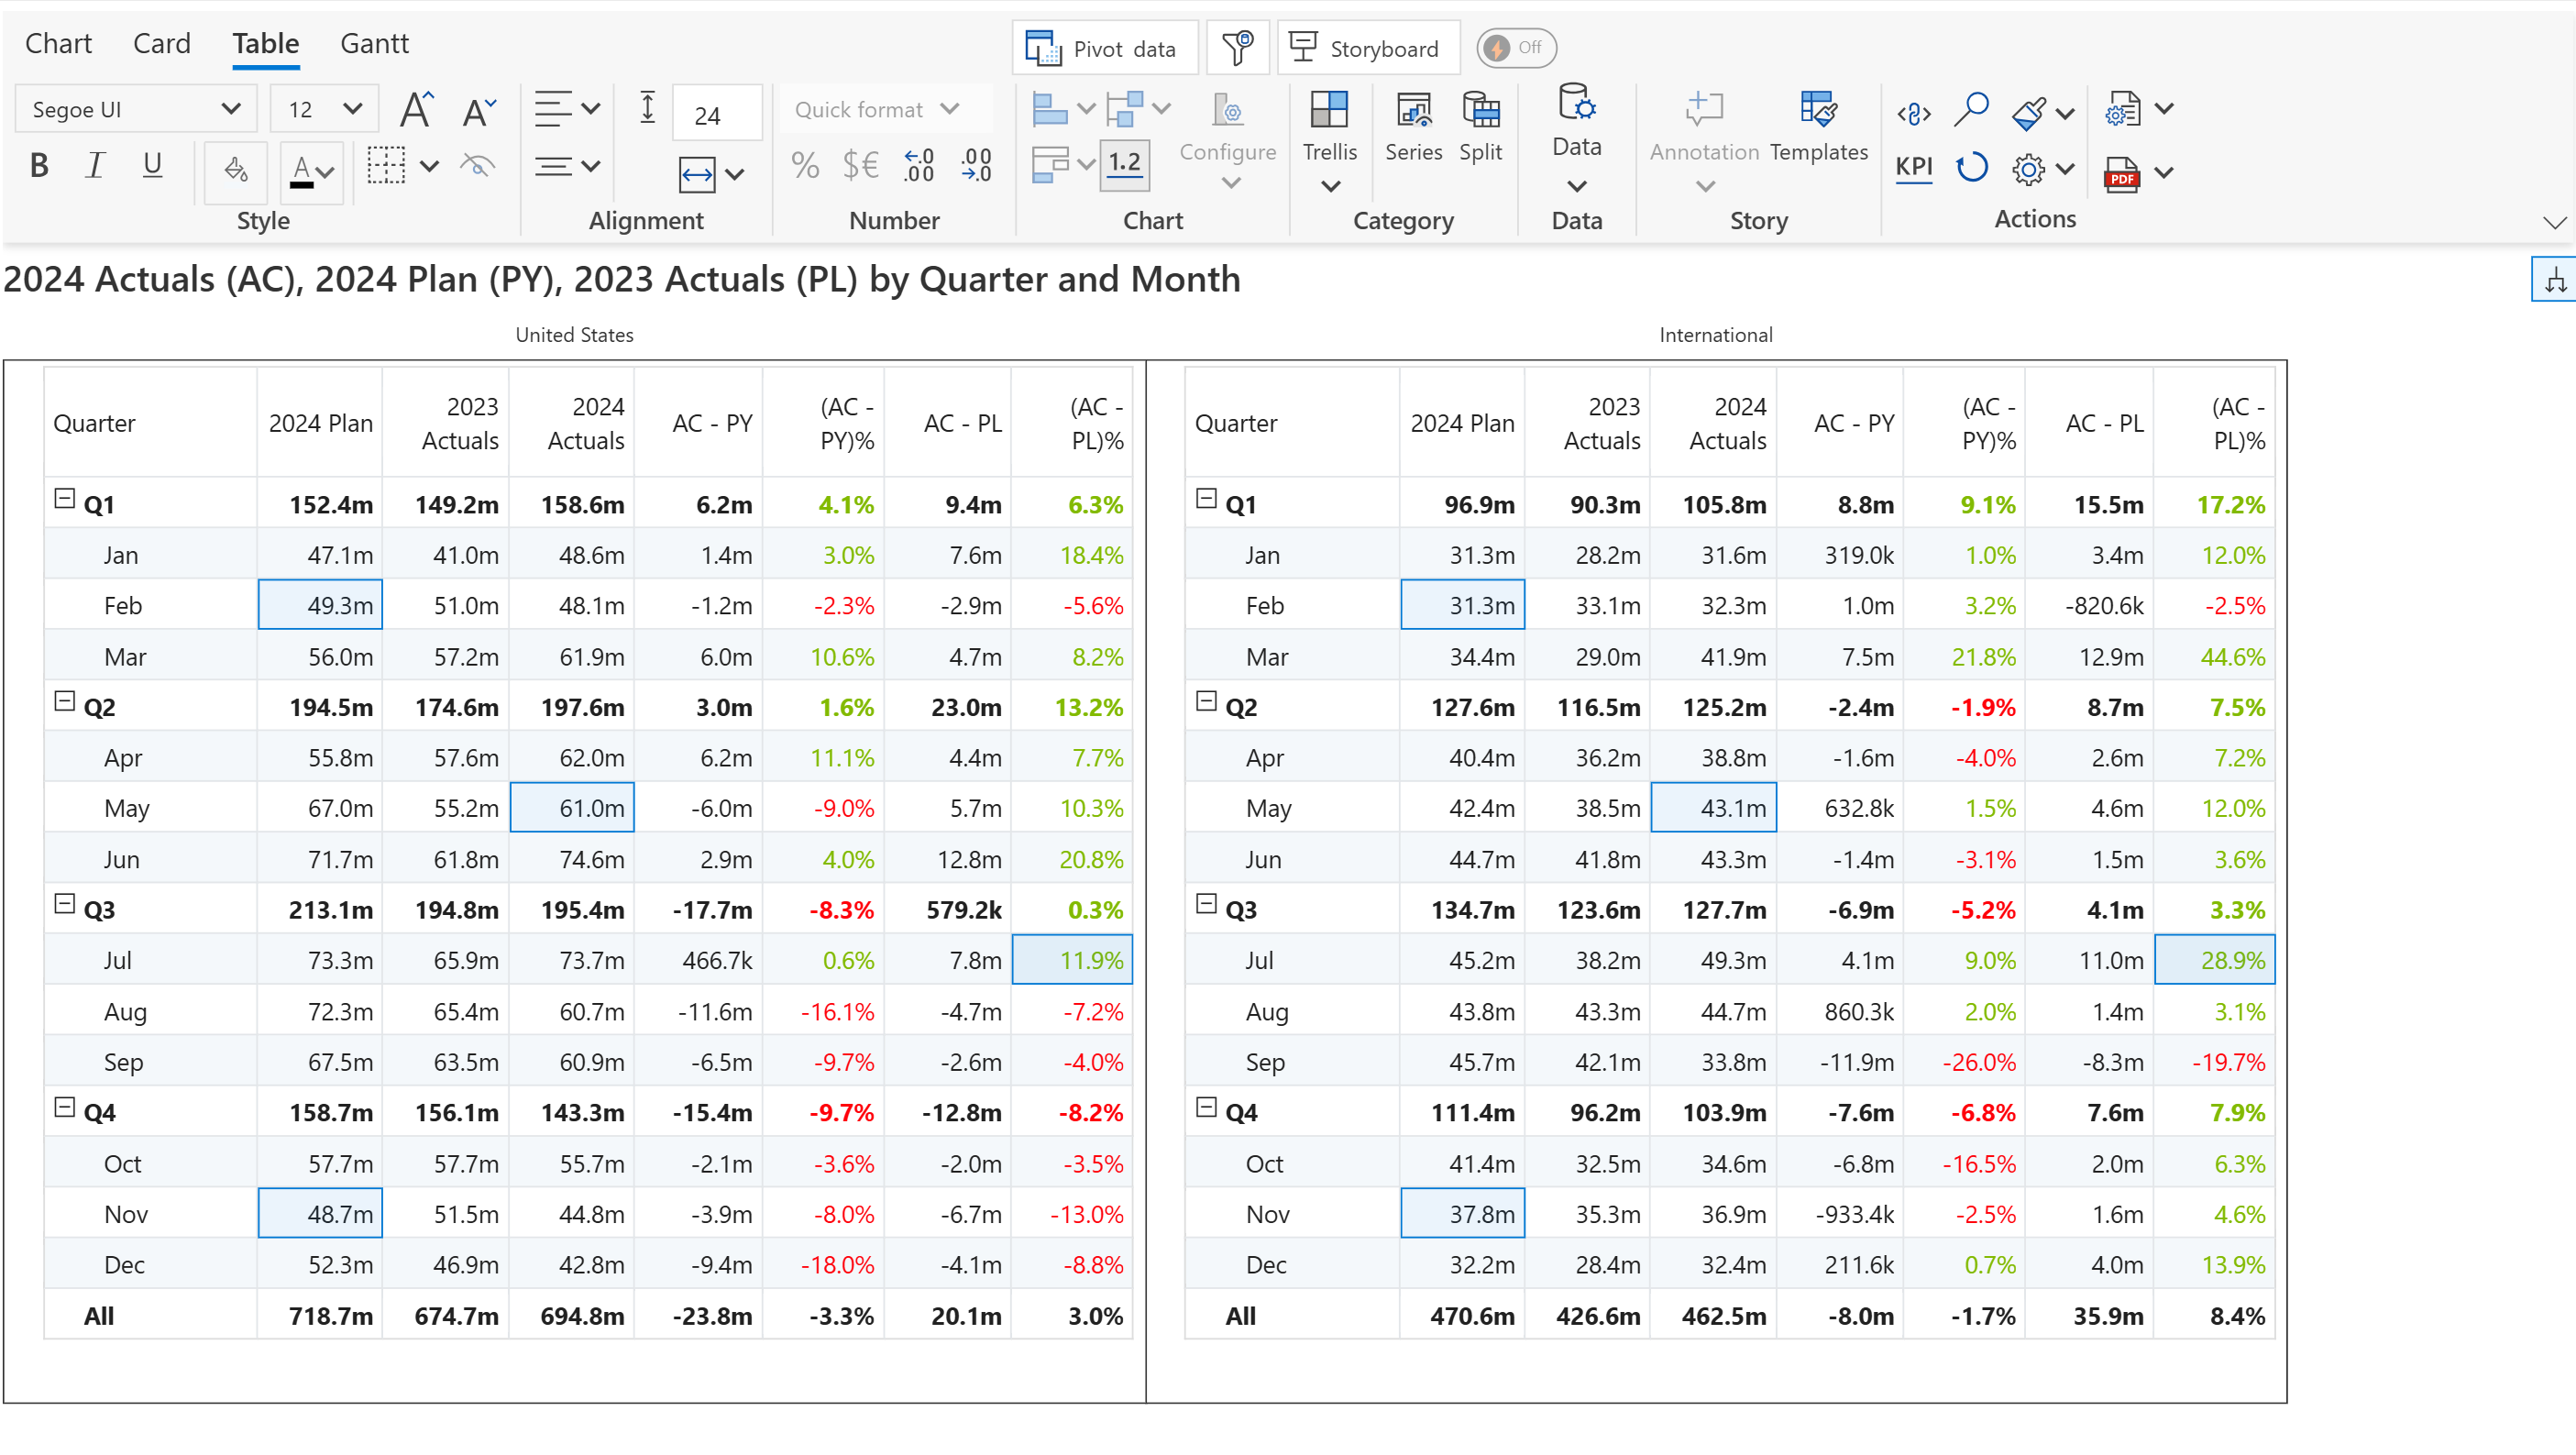 Chart Card Table Gantt
Pivot data Storyboard Off
Segoe UI 12 A A 24 Quick format 1.2 Configure Trellis Series Split Data Annotation Templates
B I U A % $€ .0 .00 .00 .0 KPI PDF
Style Alignment Number Chart Category Data Story Actions
2024 Actuals (AC), 2024 Plan (PY), 2023 Actuals (PL) by Quarter and Month
United States
Quarter 2024 Plan 2023 Actuals 2024 Actuals AC - PY (AC - PY)% AC - PL (AC - PL)%
Q1 152.4m 149.2m 158.6m 6.2m 4.1% 9.4m 6.3%
Jan 47.1m 41.0m 48.6m 1.4m 3.0% 7.6m 18.4%
Feb 49.3m 51.0m 48.1m -1.2m -2.3% -2.9m -5.6%
Mar 56.0m 57.2m 61.9m 6.0m 10.6% 4.7m 8.2%
Q2 194.5m 174.6m 197.6m 3.0m 1.6% 23.0m 13.2%
Apr 55.8m 57.6m 62.0m 6.2m 11.1% 4.4m 7.7%
May 67.0m 55.2m 61.0m -6.0m -9.0% 5.7m 10.3%
Jun 71.7m 61.8m 74.6m 2.9m 4.0% 12.8m 20.8%
Q3 213.1m 194.8m 195.4m -17.7m -8.3% 579.2k 0.3%
Jul 73.3m 65.9m 73.7m 466.7k 0.6% 7.8m 11.9%
Aug 72.3m 65.4m 60.7m -11.6m -16.1% -4.7m -7.2%
Sep 67.5m 63.5m 60.9m -6.5m -9.7% -2.6m -4.0%
Q4 158.7m 156.1m 143.3m -15.4m -9.7% -12.8m -8.2%
Oct 57.7m 57.7m 55.7m -2.1m -3.6% -2.0m -3.5%
Nov 48.7m 51.5m 44.8m -3.9m -8.0% -6.7m -13.0%
Dec 52.3m 46.9m 42.8m -9.4m -18.0% -4.1m -8.8%
All 718.7m 674.7m 694.8m -23.8m -3.3% 20.1m 3.0%
International
Quarter 2024 Plan 2023 Actuals 2024 Actuals AC - PY (AC - PY)% AC - PL (AC - PL)%
Q1 96.9m 90.3m 105.8m 8.8m 9.1% 15.5m 17.2%
Jan 31.3m 28.2m 31.6m 319.0k 1.0% 3.4m 12.0%
Feb 31.3m 33.1m 32.3m 1.0m 3.2% -820.6k -2.5%
Mar 34.4m 29.0m 41.9m 7.5m 21.8% 12.9m 44.6%
Q2 127.6m 116.5m 125.2m -2.4m -1.9% 8.7m 7.5%
Apr 40.4m 36.2m 38.8m -1.6m -4.0% 2.6m 7.2%
May 42.4m 38.5m 43.1m 632.8k 1.5% 4.6m 12.0%
Jun 44.7m 41.8m 43.3m -1.4m -3.1% 1.5m 3.6%
Q3 134.7m 123.6m 127.7m -6.9m -5.2% 4.1m 3.3%
Jul 45.2m 38.2m 49.3m 4.1m 9.0% 11.0m 28.9%
Aug 43.8m 43.3m 44.7m 860.3k 2.0% 1.4m 3.1%
Sep 45.7m 42.1m 33.8m -11.9m -26.0% -8.3m -19.7%
Q4 111.4m 96.2m 103.9m -7.6m -6.8% 7.6m 7.9%
Oct 41.4m 32.5m 34.6m -6.8m -16.5% 2.0m 6.3%
Nov 37.8m 35.3m 36.9m -933.4k -2.5% 1.6m 4.6%
Dec 32.2m 28.4m 32.4m 211.6k 0.7% 4.0m 13.9%
All 470.6m 426.6m 462.5m -8.0m -1.7% 35.9m 8.4%